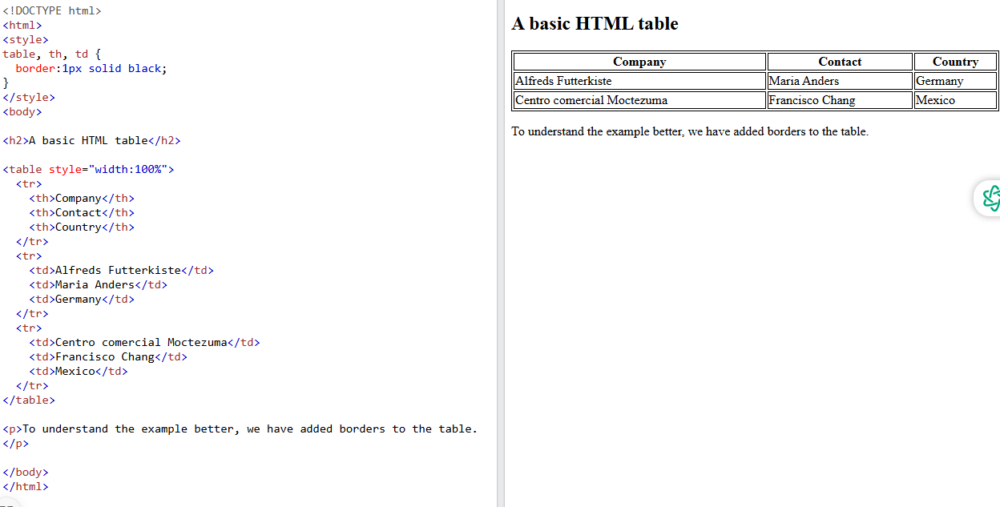 <!DOCTYPE html>
<html>
<style>
table, th, td {
  border:1px solid black;
}
</style>
<body>

<h2>A basic HTML table</h2>

<table style="width:100%">
  <tr>
    <th>Company</th>
    <th>Contact</th>
    <th>Country</th>
  </tr>
  <tr>
    <td>Alfreds Futterkiste</td>
    <td>Maria Anders</td>
    <td>Germany</td>
  </tr>
  <tr>
    <td>Centro comercial Moctezuma</td>
    <td>Francisco Chang</td>
    <td>Mexico</td>
  </tr>
</table>

<p>To understand the example better, we have added borders to the table.
</p>

</body>
</html>
A basic HTML table
Company Contact Country
Alfreds Futterkiste Maria Anders Germany
Centro comercial Moctezuma Francisco Chang Mexico
To understand the example better, we have added borders to the table.